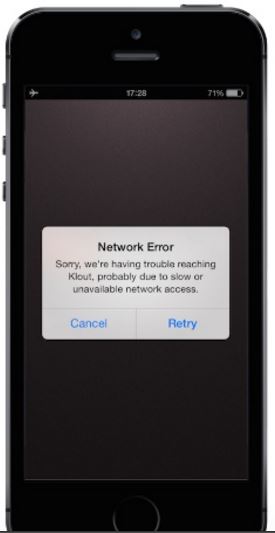 17:28 71%
Network Error
Sorry, we're having trouble reaching
Klout, probably due to slow or
unavailable network access.
Cancel Retry